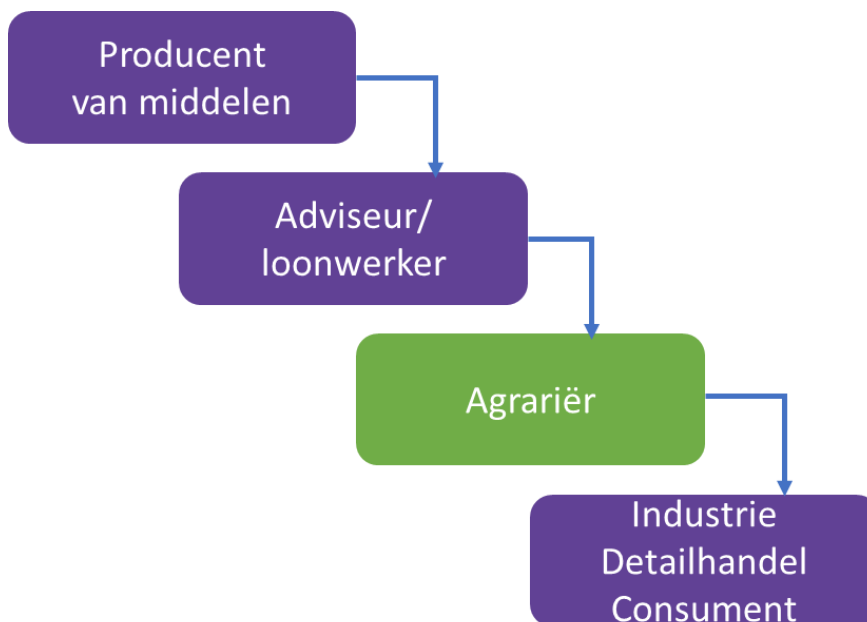 Producent
van middelen
Adviseur/
loonwerker
Agrariër
Industrie
Detailhandel
Consument